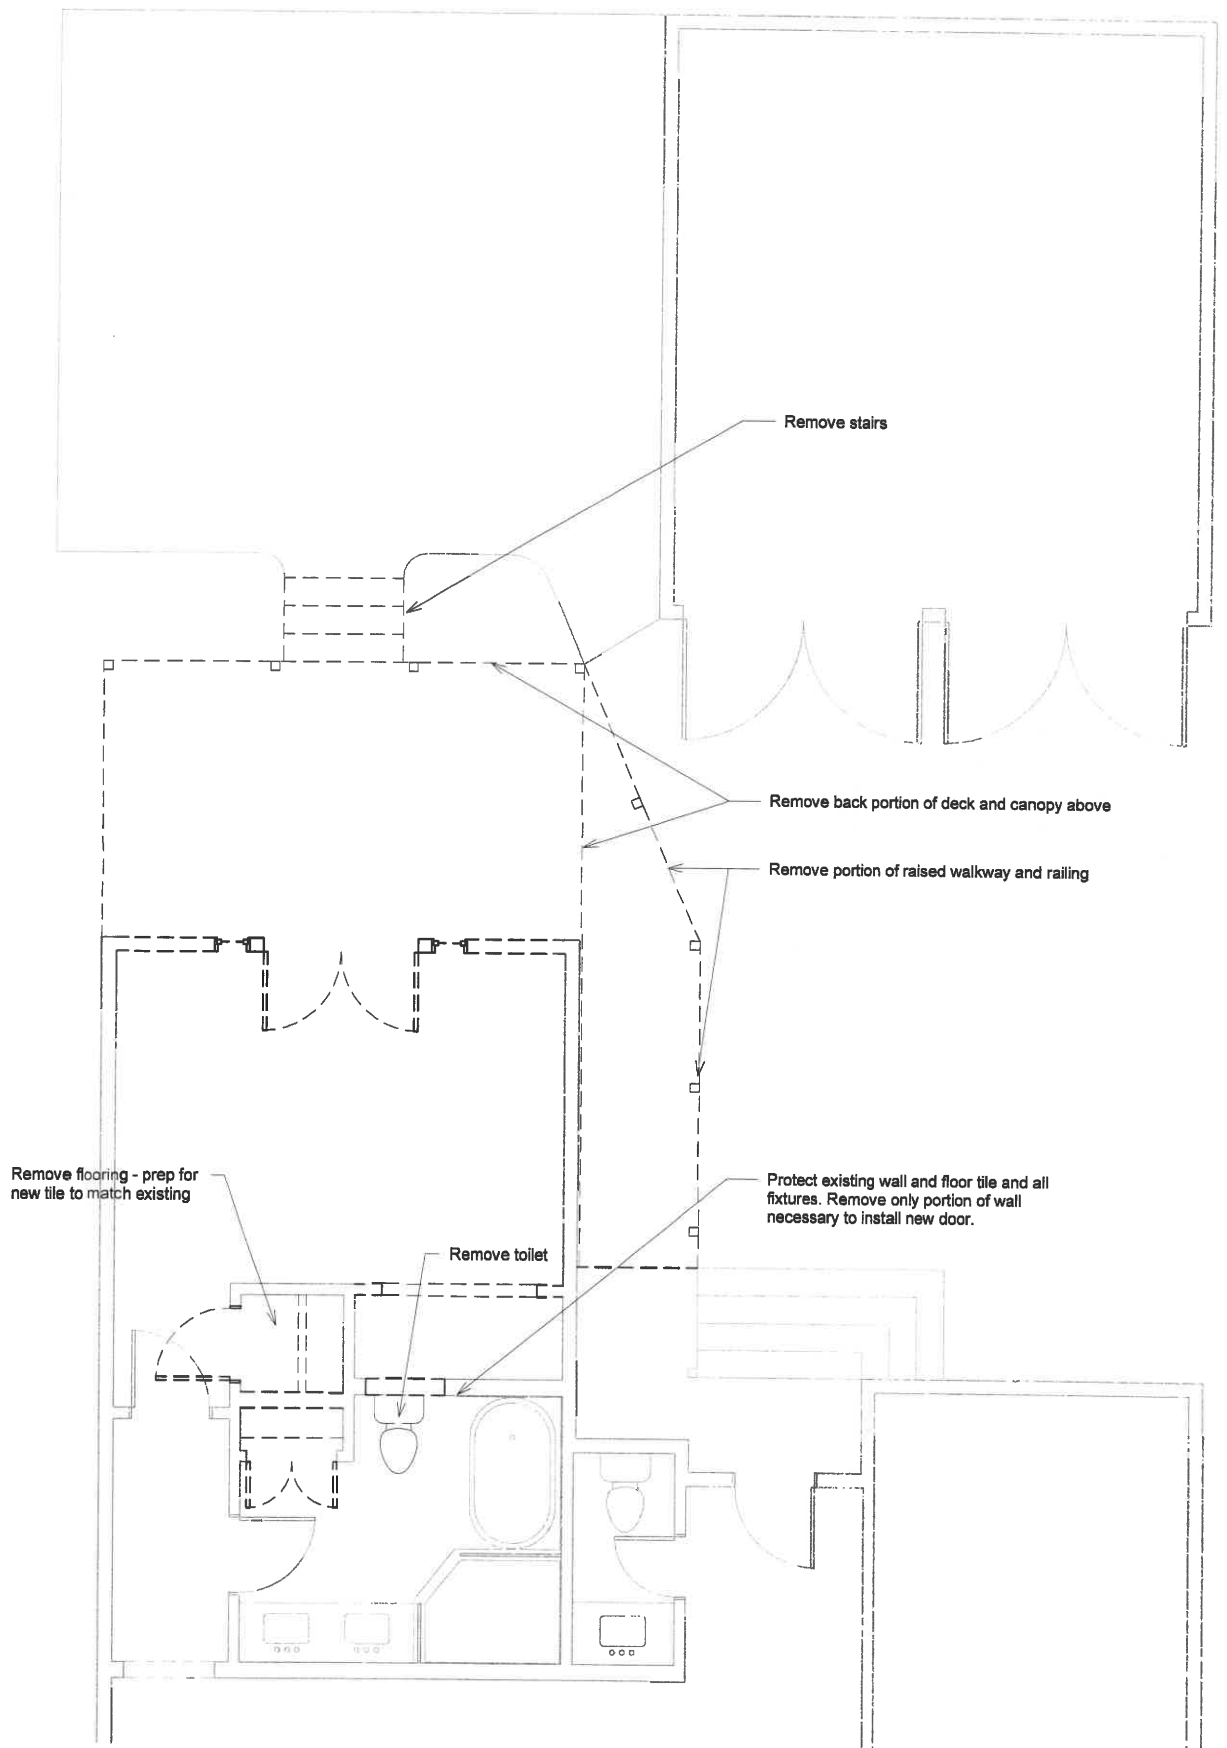 Remove stairs
Remove back portion of deck and canopy above
Remove portion of raised walkway and railing
Remove flooring - prep for
new tile to match existing
Protect existing wall and floor tile and all
fixtures. Remove only portion of wall
necessary to install new door.
Remove toilet